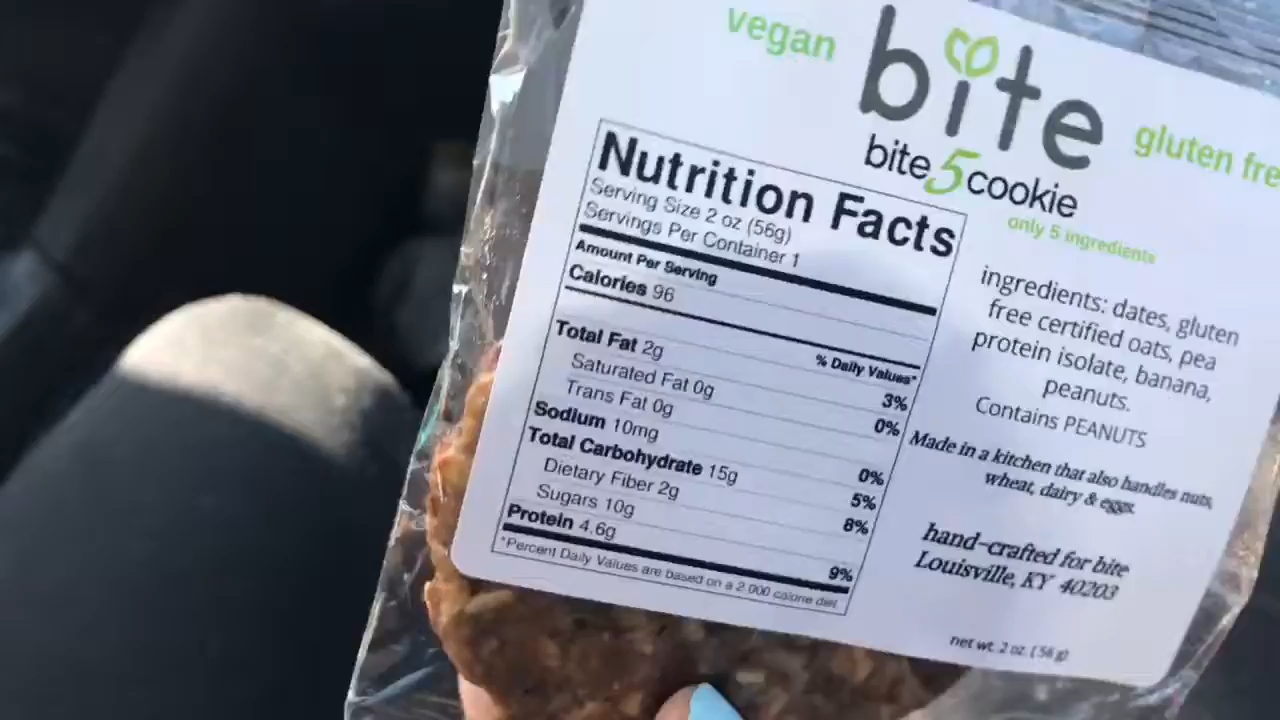 vegan
bite
gluten fre
bite5cookie
only 5 ingredients
Nutrition Facts
Serving Size 2 oz (56g)
Servings Per Container 1
Amount Per Serving
Calories 96
% Daily Values*
Total Fat 2g 3%
Saturated Fat 0g 0%
Trans Fat 0g
Sodium 10mg 0%
Total Carbohydrate 15g 5%
Dietary Fiber 2g 8%
Sugars 10g
Protein 4.6g 9%
*Percent Daily Values are based on a 2,000 calorie diet.
ingredients: dates, gluten
free certified oats, pea
protein isolate, banana,
peanuts.
Contains PEANUTS
Made in a kitchen that also handles nuts,
wheat, dairy & eggs.
hand-crafted for bite
Louisville, KY 40203
net wt. 2 oz. (56 g)